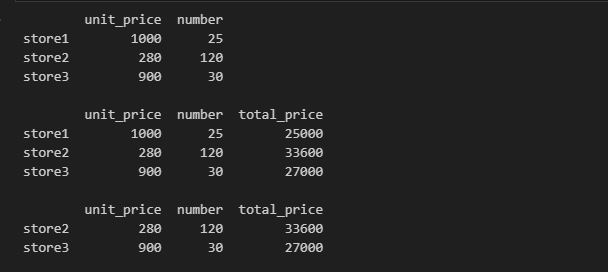 unit_price number
store1 1000 25
store2 280 120
store3 900 30
unit_price number total_price
store1 1000 25 25000
store2 280 120 33600
store3 900 30 27000
unit_price number total_price
store2 280 120 33600
store3 900 30 27000